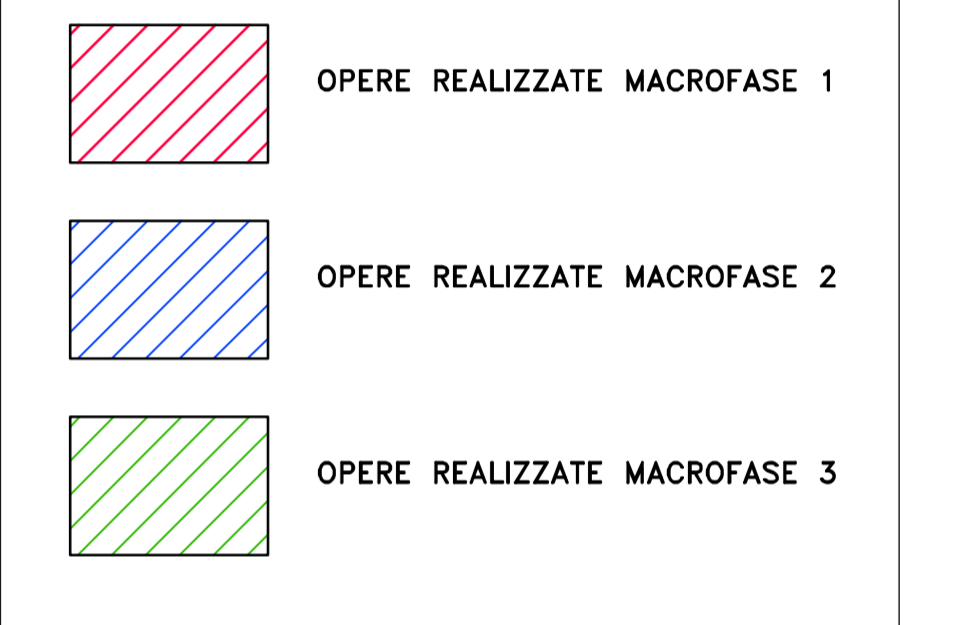 OPERE REALIZZATE MACROFASE 1
OPERE REALIZZATE MACROFASE 2
OPERE REALIZZATE MACROFASE 3